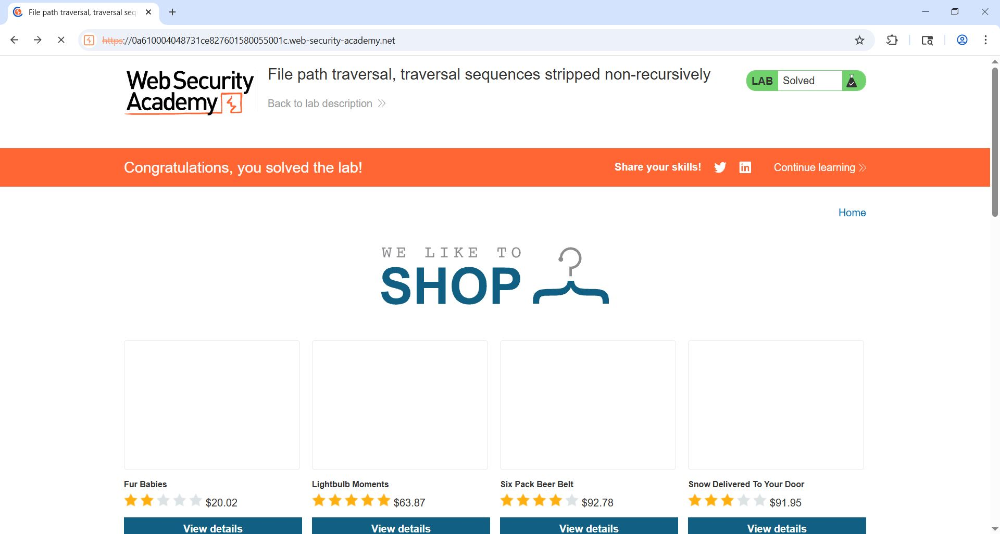 File path traversal, traversal seq
https://0a610004048731ce827601580055001c.web-security-academy.net
Web Security
Academy
File path traversal, traversal sequences stripped non-recursively
Back to lab description
LAB Solved
Congratulations, you solved the lab!
Share your skills!
Continue learning
Home
WE LIKE TO
SHOP
Fur Babies
$20.02
View details
Lightbulb Moments
$63.87
View details
Six Pack Beer Belt
$92.78
View details
Snow Delivered To Your Door
$91.95
View details